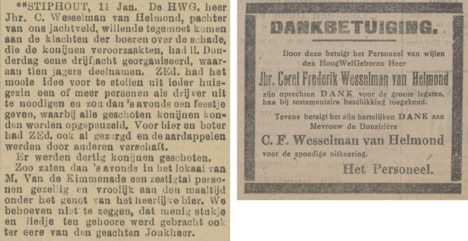 **STIPHOUT, 11 Jan. De HWG. heer
Jhr. C. Wesselman van Helmond, pachter
van ons jachtveld, willende tegemoet komen
aan de klachten der boeren over de schade,
die de konijnen veroorzaakten, had ll. Don-
derdag eene drijfjacht georganiseerd, waar-
aan tien jagers deelnamen. ZEd. had het
mooie idee voor te stellen uit ieder huis-
gezin een of meer personen als drijver uit
te noodigen en zou dan 's avonds een feestje
geven, waarbij alle geschoten konijnen kon-
den worden opgepeuzeld. Voor bier en boter
had ZEd. ook al gezorgd en de aardappelen
werden door anderen verschaft.
Er werden dertig konijnen geschoten.
Zoo zaten dan 's avonds in het lokaal van
M. Van de Kimmenade een zestigtal perso-
nen gezellig en vroolijk aan den maaltijd
onder het genot van het heerlijke bier. We
behoeven niet te zeggen, dat menig stukje
en liedje ten gehoore werd gebracht ook
ter eere van den geachten Jonkheer.
DANKBETUIGING.
Door deze betuigt het Personeel van wijlen
den HoogWelGeboren Heer
Jhr. Carel Frederik Wesselman van Helmond
zijn oprechten DANK voor de groote legaten,
hun bij testamentaire beschikking toegekend.
Tevens betuigt het zijn hartelijken DANK aan
Mevrouw de Douairière
C. F. Wesselman van Helmond
voor de spoedige uitkeering.
Het Personeel.